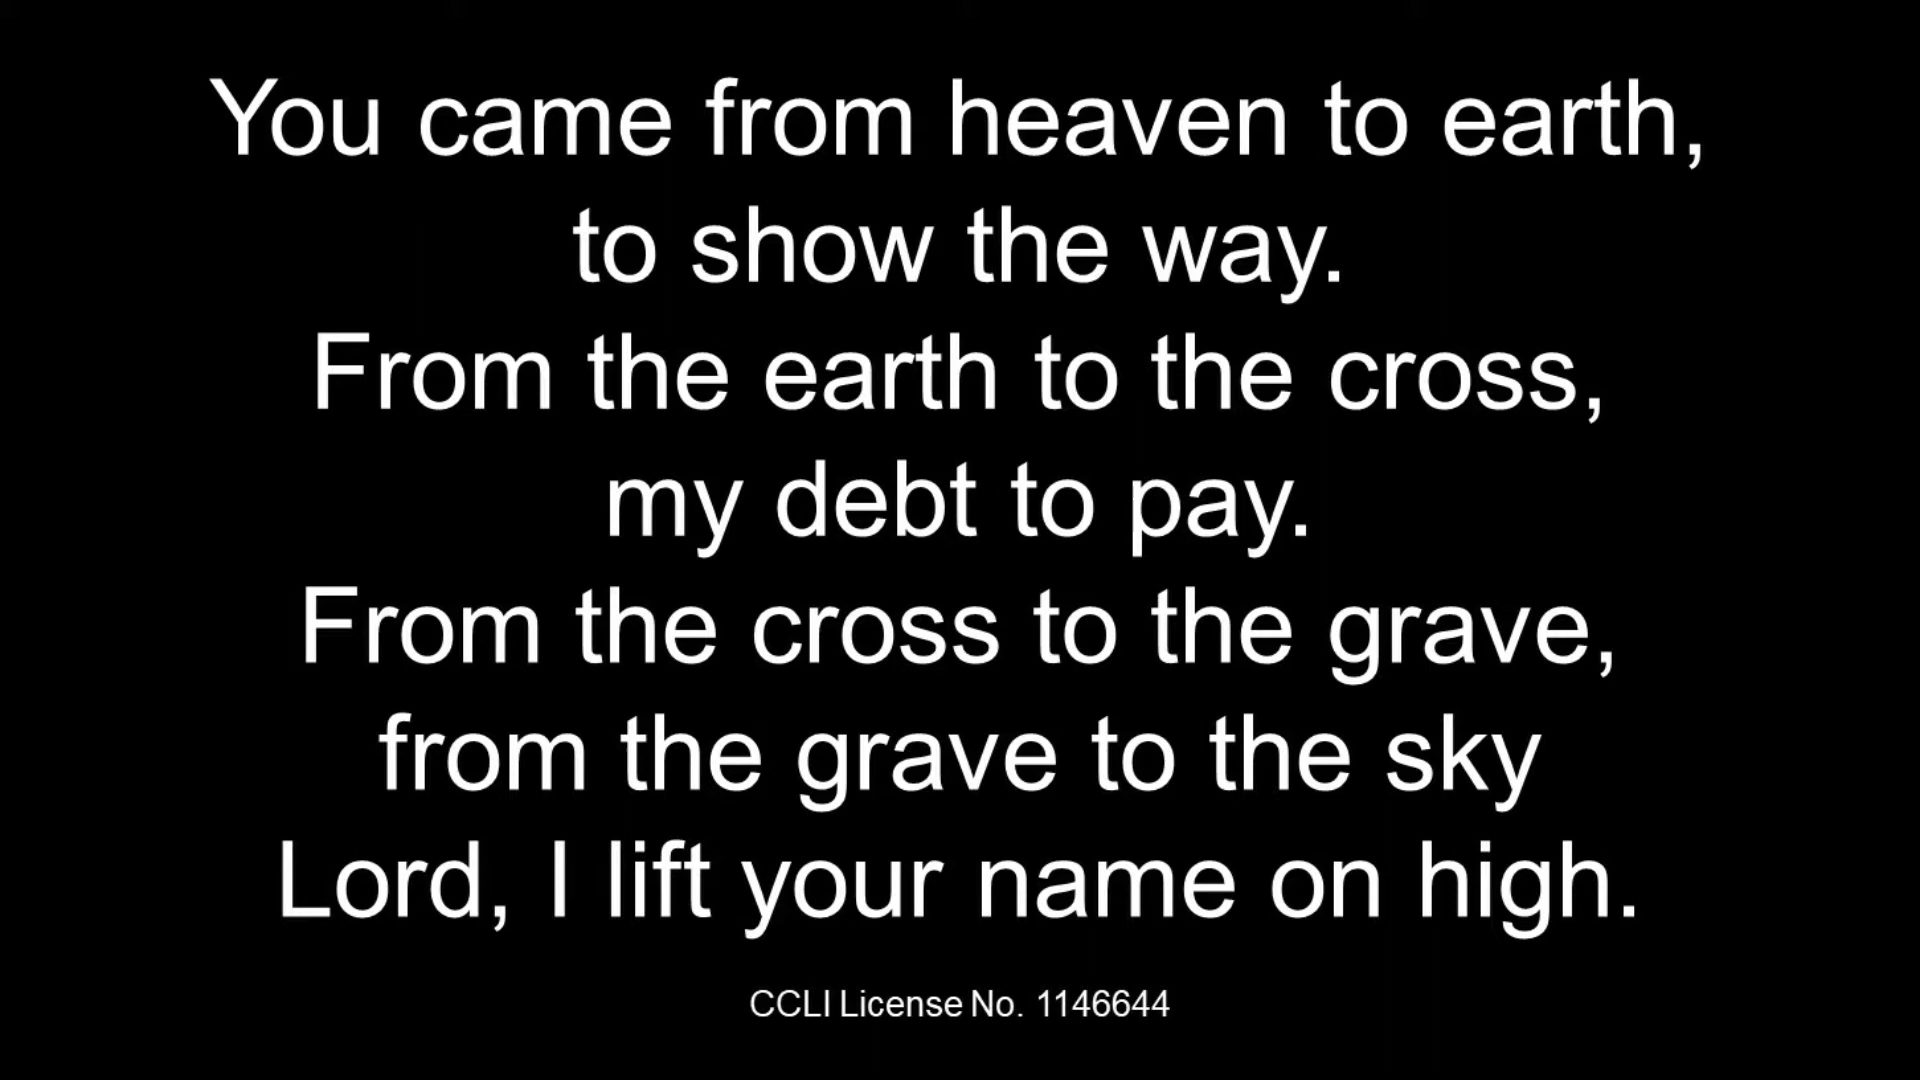 You came from heaven to earth,
to show the way.
From the earth to the cross,
my debt to pay.
From the cross to the grave,
from the grave to the sky
Lord, I lift your name on high.
CCLI License No. 1146644